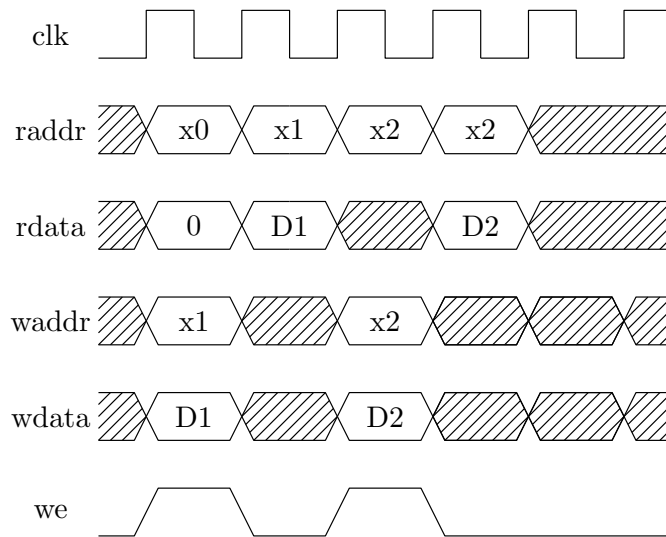 clk
raddr x0 x1 x2 x2
rdata 0 D1 D2
waddr x1 x2
wdata D1 D2
we